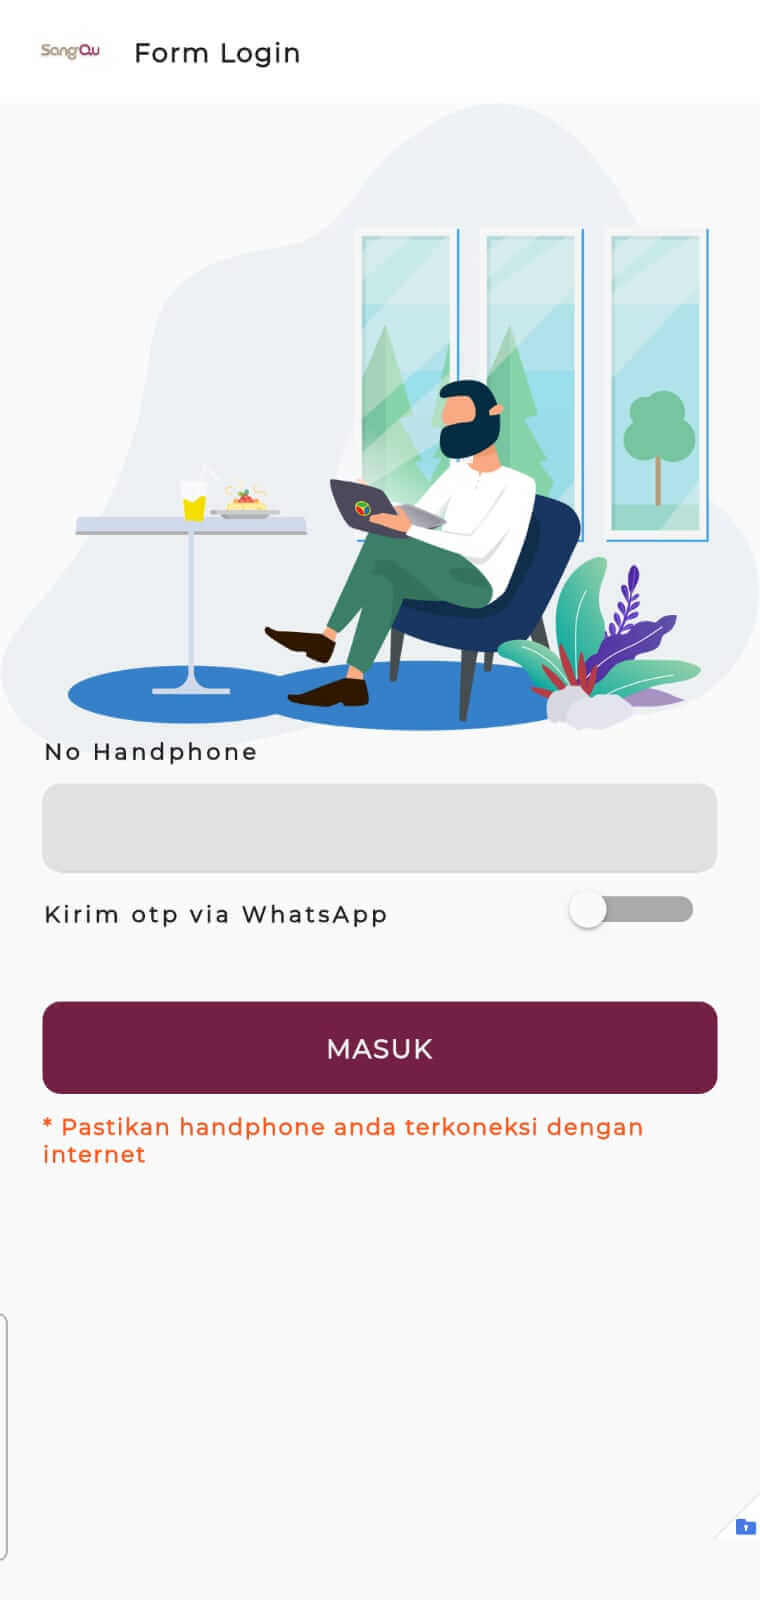 SangQu
Form Login
No Handphone
Kirim otp via WhatsApp
MASUK
* Pastikan handphone anda terkoneksi dengan
internet